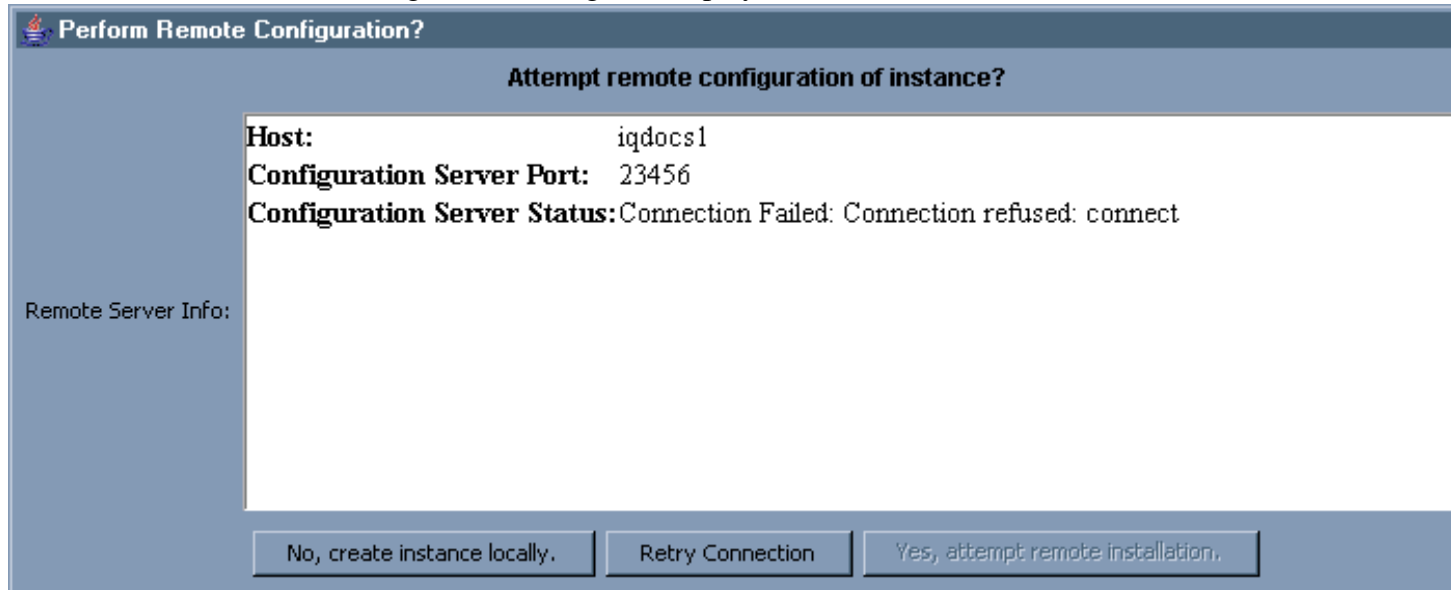 Perform Remote Configuration?
Attempt remote configuration of instance?
Host: iqdocs1
Configuration Server Port: 23456
Configuration Server Status:Connection Failed: Connection refused: connect
Remote Server Info:
No, create instance locally. Retry Connection Yes, attempt remote installation.